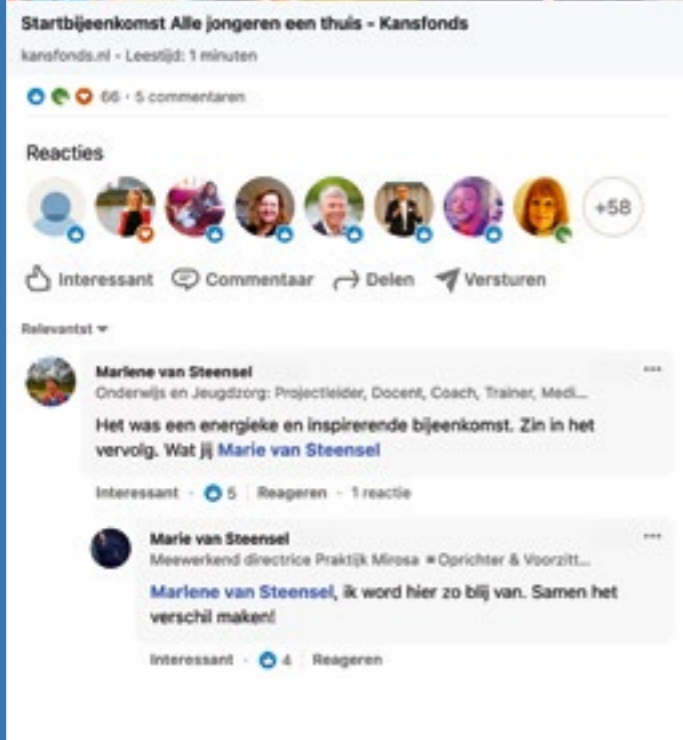 Startbijeenkomst Alle jongeren een thuis - Kansfonds
kansfonds.nl - Leestijd: 1 minuten
66 · 5 commentaren
Reacties
+58
Interessant Commentaar Delen Versturen
Relevantst
Marlene van Steensel
Onderwijs en Jeugdzorg: Projectleider, Docent, Coach, Trainer, Medi...
Het was een energieke en inspirerende bijeenkomst. Zin in het
vervolg. Wat jij Marie van Steensel
Interessant · 5 | Reageren · 1 reactie
Marie van Steensel
Meewerkend directrice Praktijk Mirosa ■Oprichter & Voorzitt...
Marlene van Steensel, ik word hier zo blij van. Samen het
verschil maken!
Interessant · 4 | Reageren